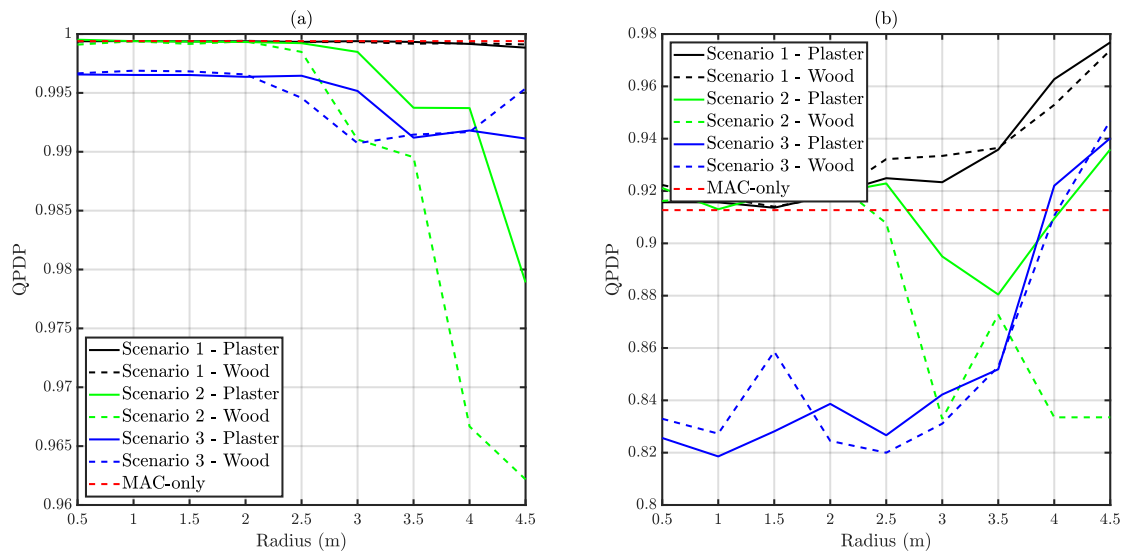 (a)
1
0.995
0.99
0.985
0.98
0.975
0.97
0.965
0.96
QPDP
Scenario 1 - Plaster
Scenario 1 - Wood
Scenario 2 - Plaster
Scenario 2 - Wood
Scenario 3 - Plaster
Scenario 3 - Wood
MAC-only
0.5 1 1.5 2 2.5 3 3.5 4 4.5
Radius (m)
(b)
0.98
0.96
0.94
0.92
0.9
0.88
0.86
0.84
0.82
0.8
QPDP
Scenario 1 - Plaster
Scenario 1 - Wood
Scenario 2 - Plaster
Scenario 2 - Wood
Scenario 3 - Plaster
Scenario 3 - Wood
MAC-only
0.5 1 1.5 2 2.5 3 3.5 4 4.5
Radius (m)